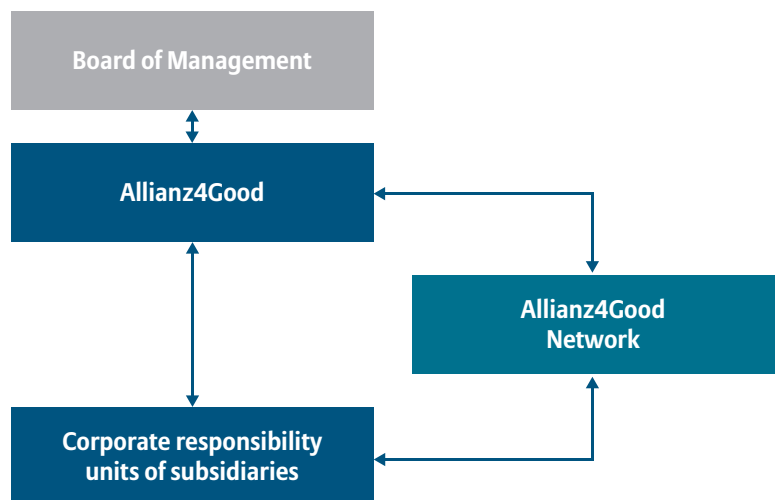 Board of Management
Allianz4Good
Allianz4Good
Network
Corporate responsibility
units of subsidiaries